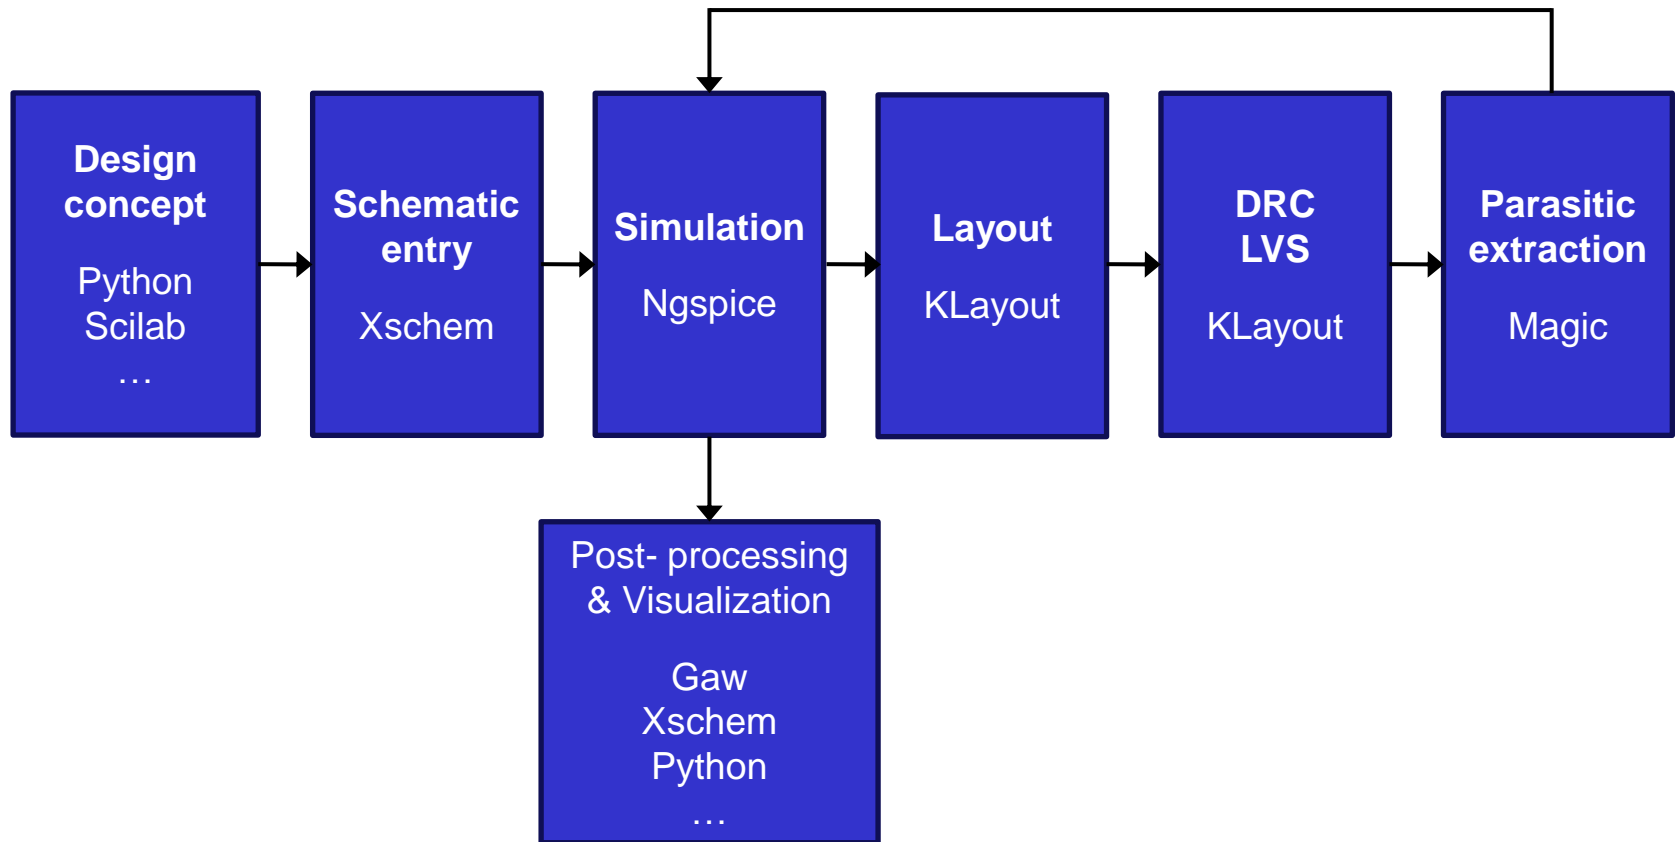 Design
concept
Python
Scilab
…
Schematic
entry
Xschem
Simulation
Ngspice
Layout
KLayout
DRC
LVS
KLayout
Parasitic
extraction
Magic
Post- processing
& Visualization
Gaw
Xschem
Python
…